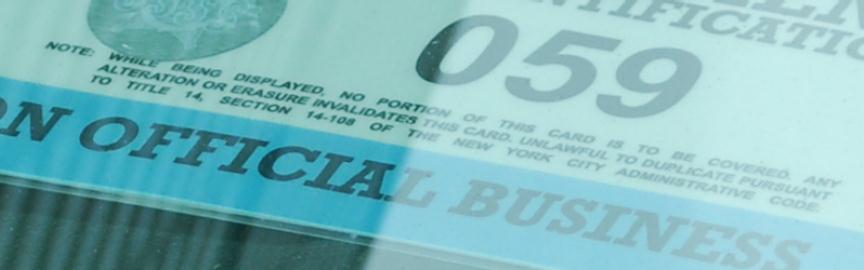 059
NOTE: WHILE BEING DISPLAYED, NO PORTION OF THIS CARD IS TO BE COVERED. ANY
ALTERATION OR ERASURE INVALIDATES THIS CARD. UNLAWFUL TO DUPLICATE PURSUANT
TO TITLE 14, SECTION 14-108 OF THE NEW YORK CITY ADMINISTRATIVE CODE.
ON OFFICIAL BUSINESS